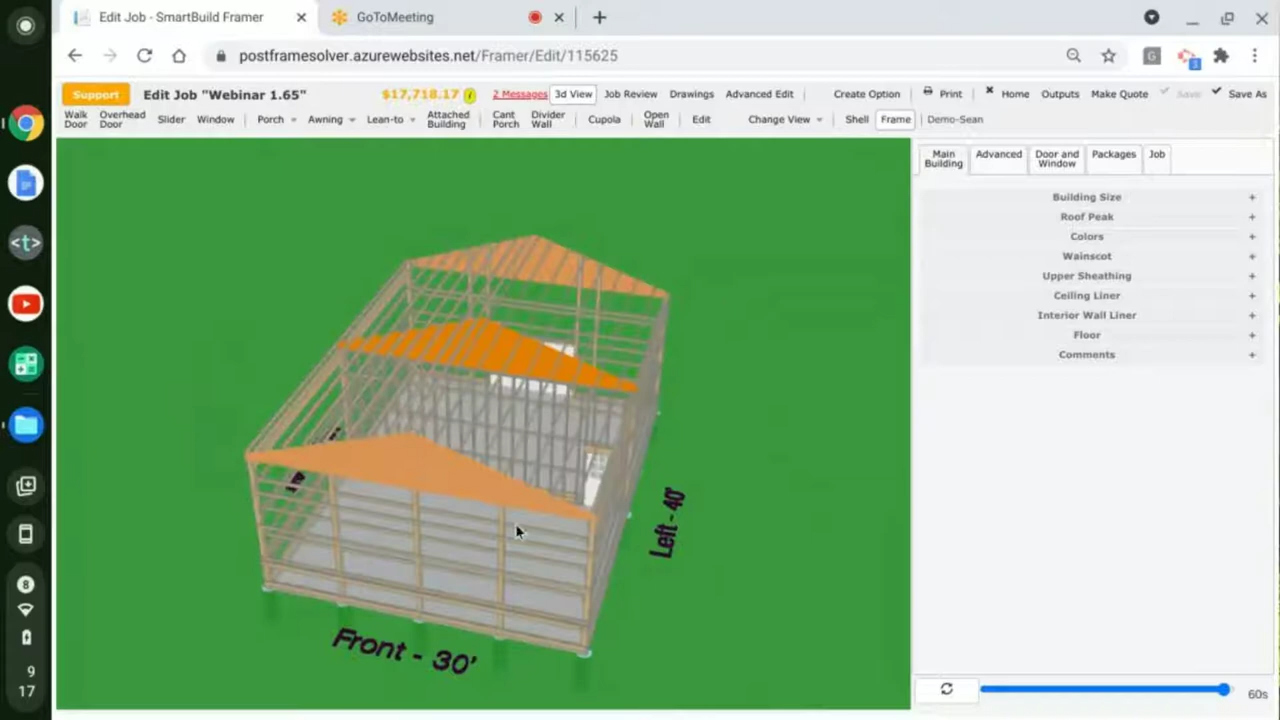 Edit Job - SmartBuild Framer
GoToMeeting
postframesolver.azurewebsites.net/Framer/Edit/115625
Support
Edit Job "Webinar 1.65"
$17,718.17
2 Messages
3d View
Job Review
Drawings
Advanced Edit
Create Option
Print
Home
Outputs
Make Quote
Save
Save As
Walk Door
Overhead Door
Slider
Window
Porch
Awning
Lean-to
Attached Building
Cant Porch
Divider Wall
Cupola
Open Wall
Edit
Change View
Shell
Frame
Demo-Sean
Main Building
Advanced
Door and Window
Packages
Job
Building Size +
Roof Peak +
Colors +
Wainscot +
Upper Sheathing +
Ceiling Liner +
Interior Wall Liner +
Floor +
Comments +
Left - 40'
Front - 30'
60s
8
9
17